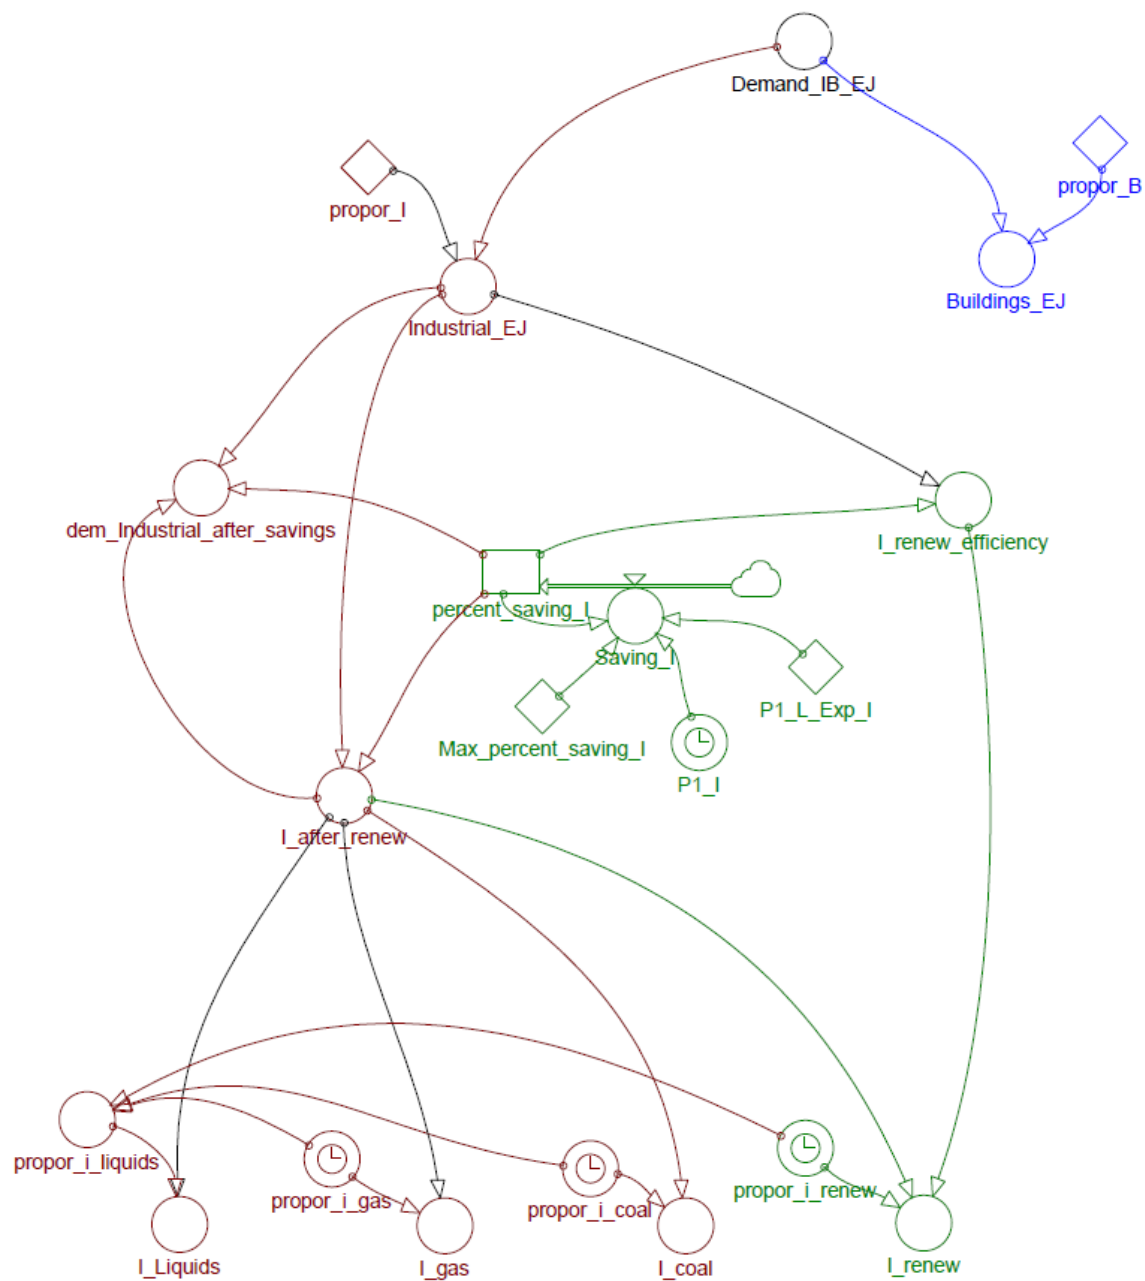 Demand_IB_EJ
propor_B
propor_I
Buildings_EJ
Industrial_EJ
dem_Industrial_after_savings
I_renew_efficiency
percent_saving_I
Saving_I
P1_L_Exp_I
Max_percent_saving_I
P1_I
I_after_renew
propor_i_liquids
propor_i_gas
propor_i_coal
propor_i_renew
I_Liquids
I_gas
I_coal
I_renew